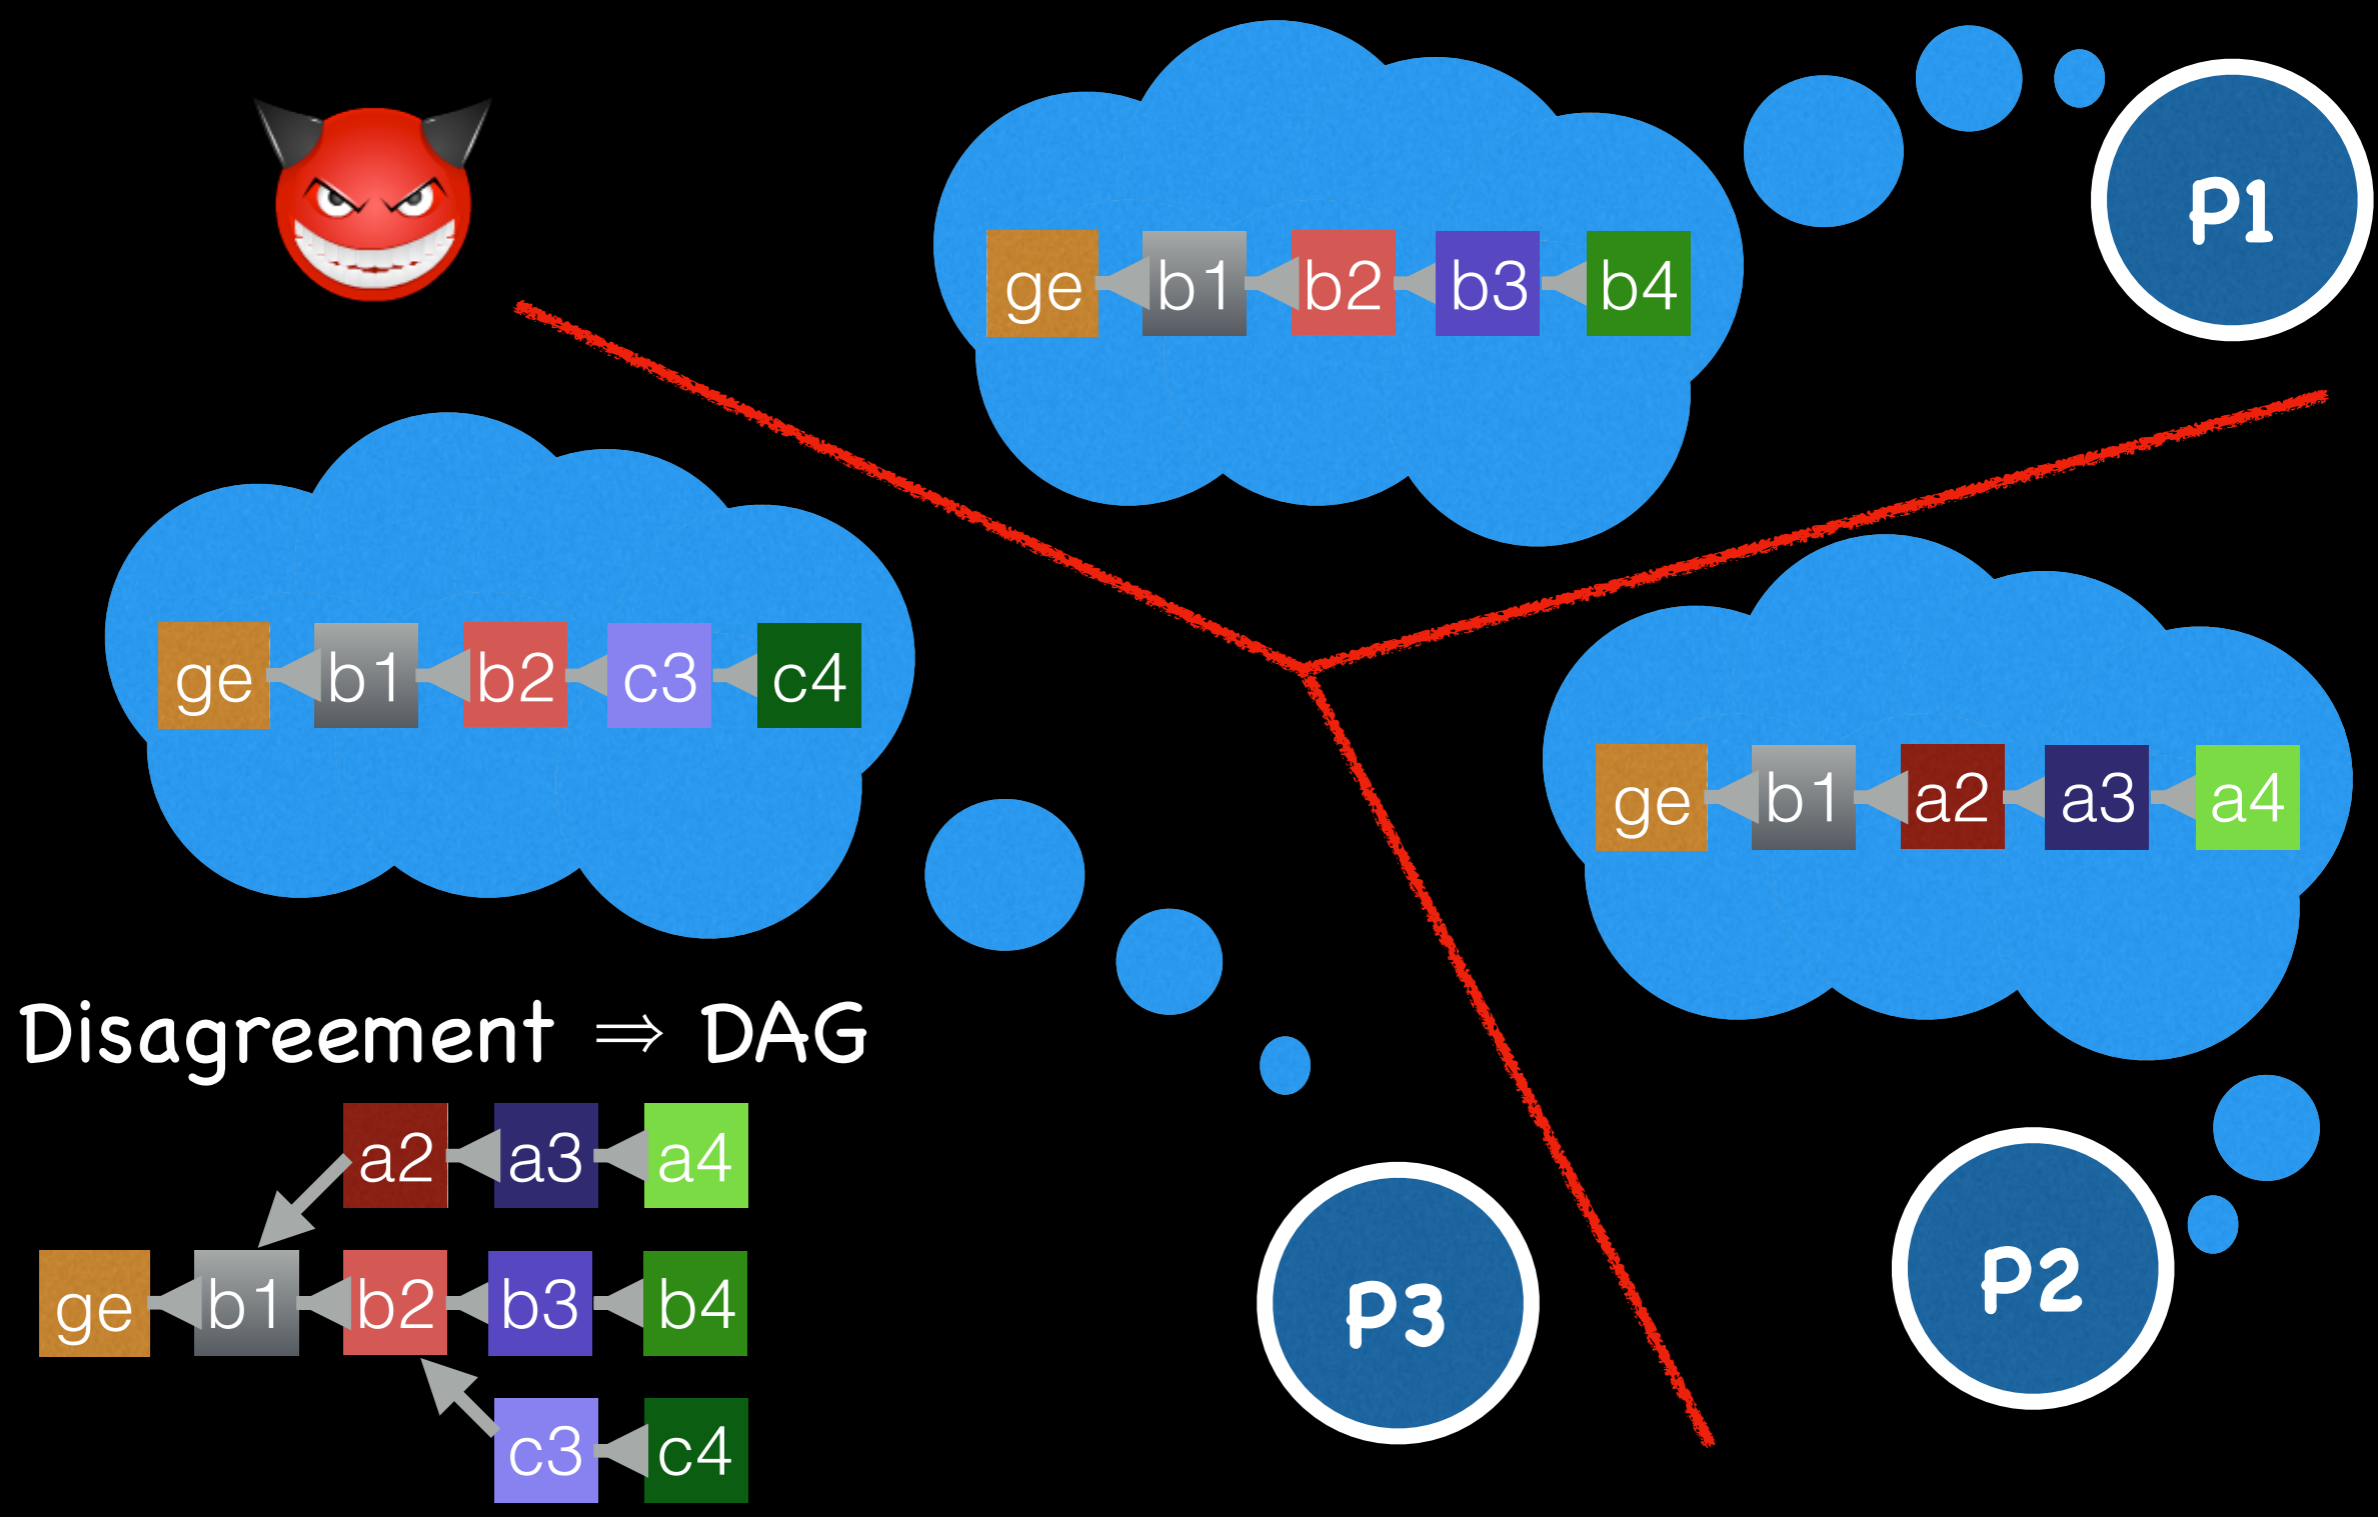 P1
ge b1 b2 b3 b4
ge b1 b2 c3 c4
ge b1 a2 a3 a4
Disagreement ⇒ DAG
a2 a3 a4
ge b1 b2 b3 b4
c3 c4
P3
P2